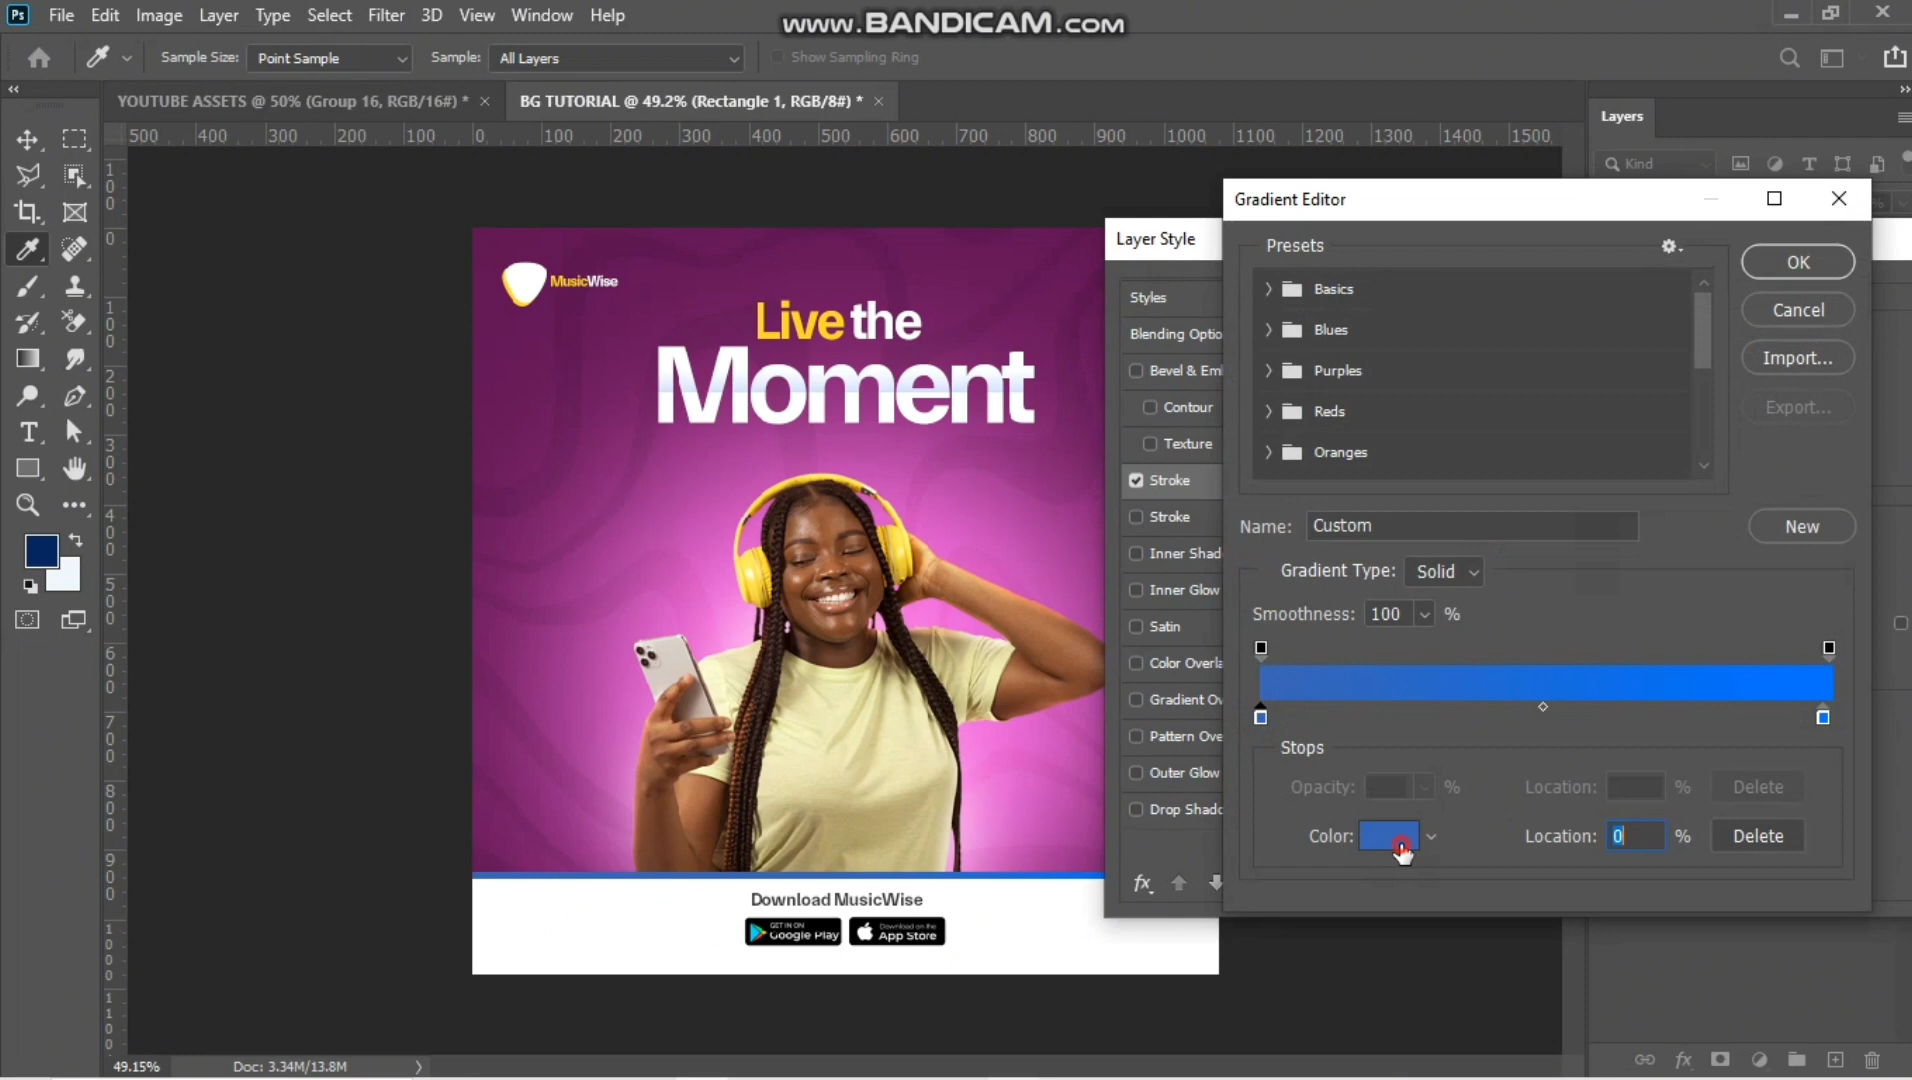 Ps File Edit Image Layer Type Select Filter 3D View Window Help
www.BANDICAM.com
Sample Size: Point Sample Sample: All Layers Show Sampling Ring
YOUTUBE ASSETS @ 50% (Group 16, RGB/16#) * BG TUTORIAL @ 49.2% (Rectangle 1, RGB/8#) *
Layers
500 400 300 200 100 0 100 200 300 400 500 600 700 800 900 1000 1100 1200 1300 1400 1500
Kind
Gradient Editor
Layer Style
Presets
Basics
Blues
Purples
Reds
Oranges
OK
Cancel
Import...
Export...
Styles
Blending Optio
Bevel & Em
Contour
Texture
Stroke
Stroke
Inner Shad
Inner Glow
Satin
Color Overla
Gradient Ov
Pattern Ove
Outer Glow
Drop Shado
fx
Name: Custom
New
Gradient Type: Solid
Smoothness: 100 %
Stops
Opacity: % Location: % Delete
Color: Location: 0 % Delete
MusicWise
Live the
Moment
Download MusicWise
GET IN ON
Google Play
Download on the
App Store
49.15% Doc: 3.34M/13.8M
fx